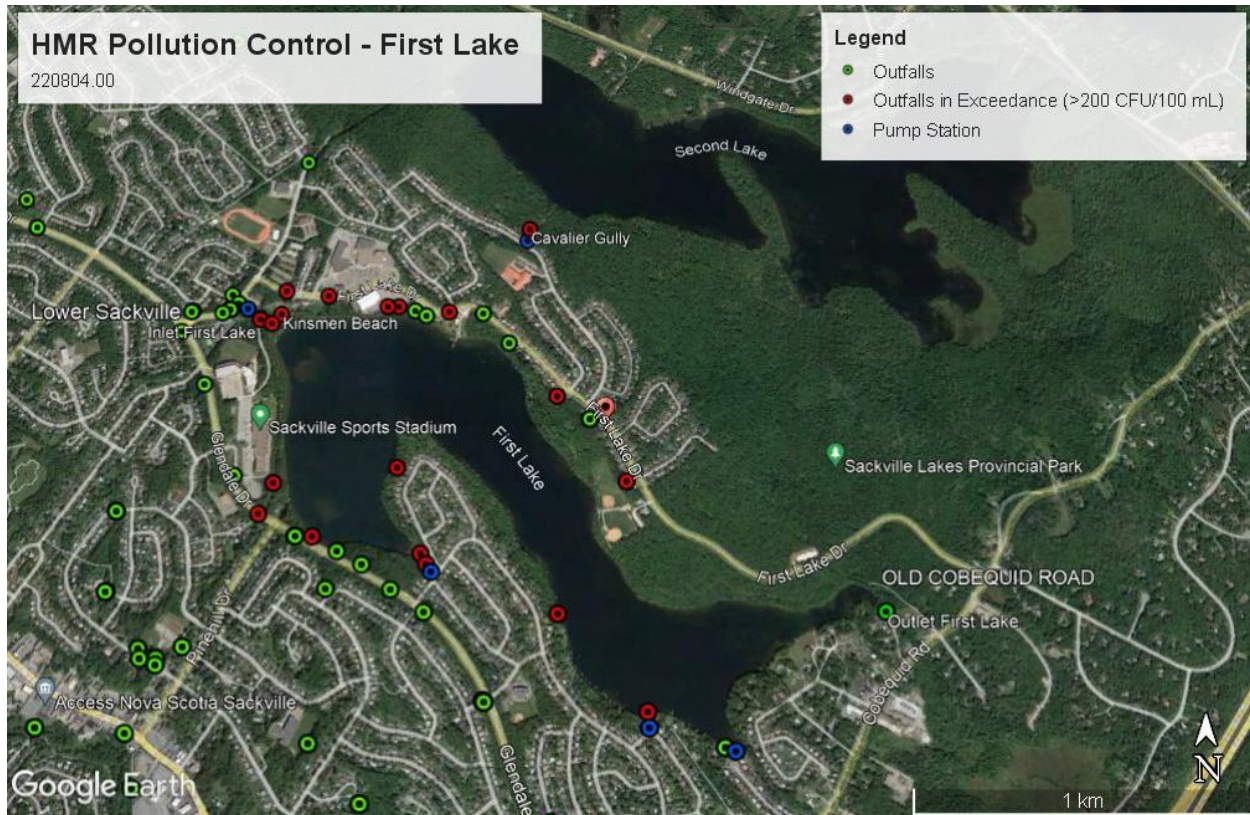 HMR Pollution Control - First Lake
220804.00
Legend
Outfalls
Outfalls in Exceedance (>200 CFU/100 mL)
Pump Station
Windgate Dr
Second Lake
Dr
Cavalier Gully
First Lake Dr
Lower Sackville
Kinsmen Beach
Inlet First Lake
First Lake Dr
Sackville Sports Stadium
First Lake
Sackville Lakes Provincial Park
Glendale Dr
First Lake Dr
OLD COBEQUID ROAD
Outlet First Lake
Pinehill Dr
Cobequid Rd
Access Nova Scotia Sackville
Glendale
Google Earth
N
1 km